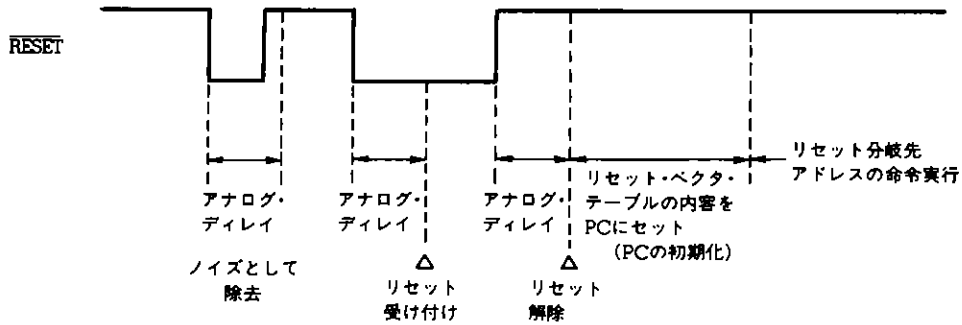 RESET
リセット分岐先
アドレスの命令実行
アナログ・
ディレイ
アナログ・
ディレイ
アナログ・
ディレイ
リセット・ベクタ・
テーブルの内容を
PCにセット
(PCの初期化)
ノイズとして
除去
リセット
受け付け
リセット
解除